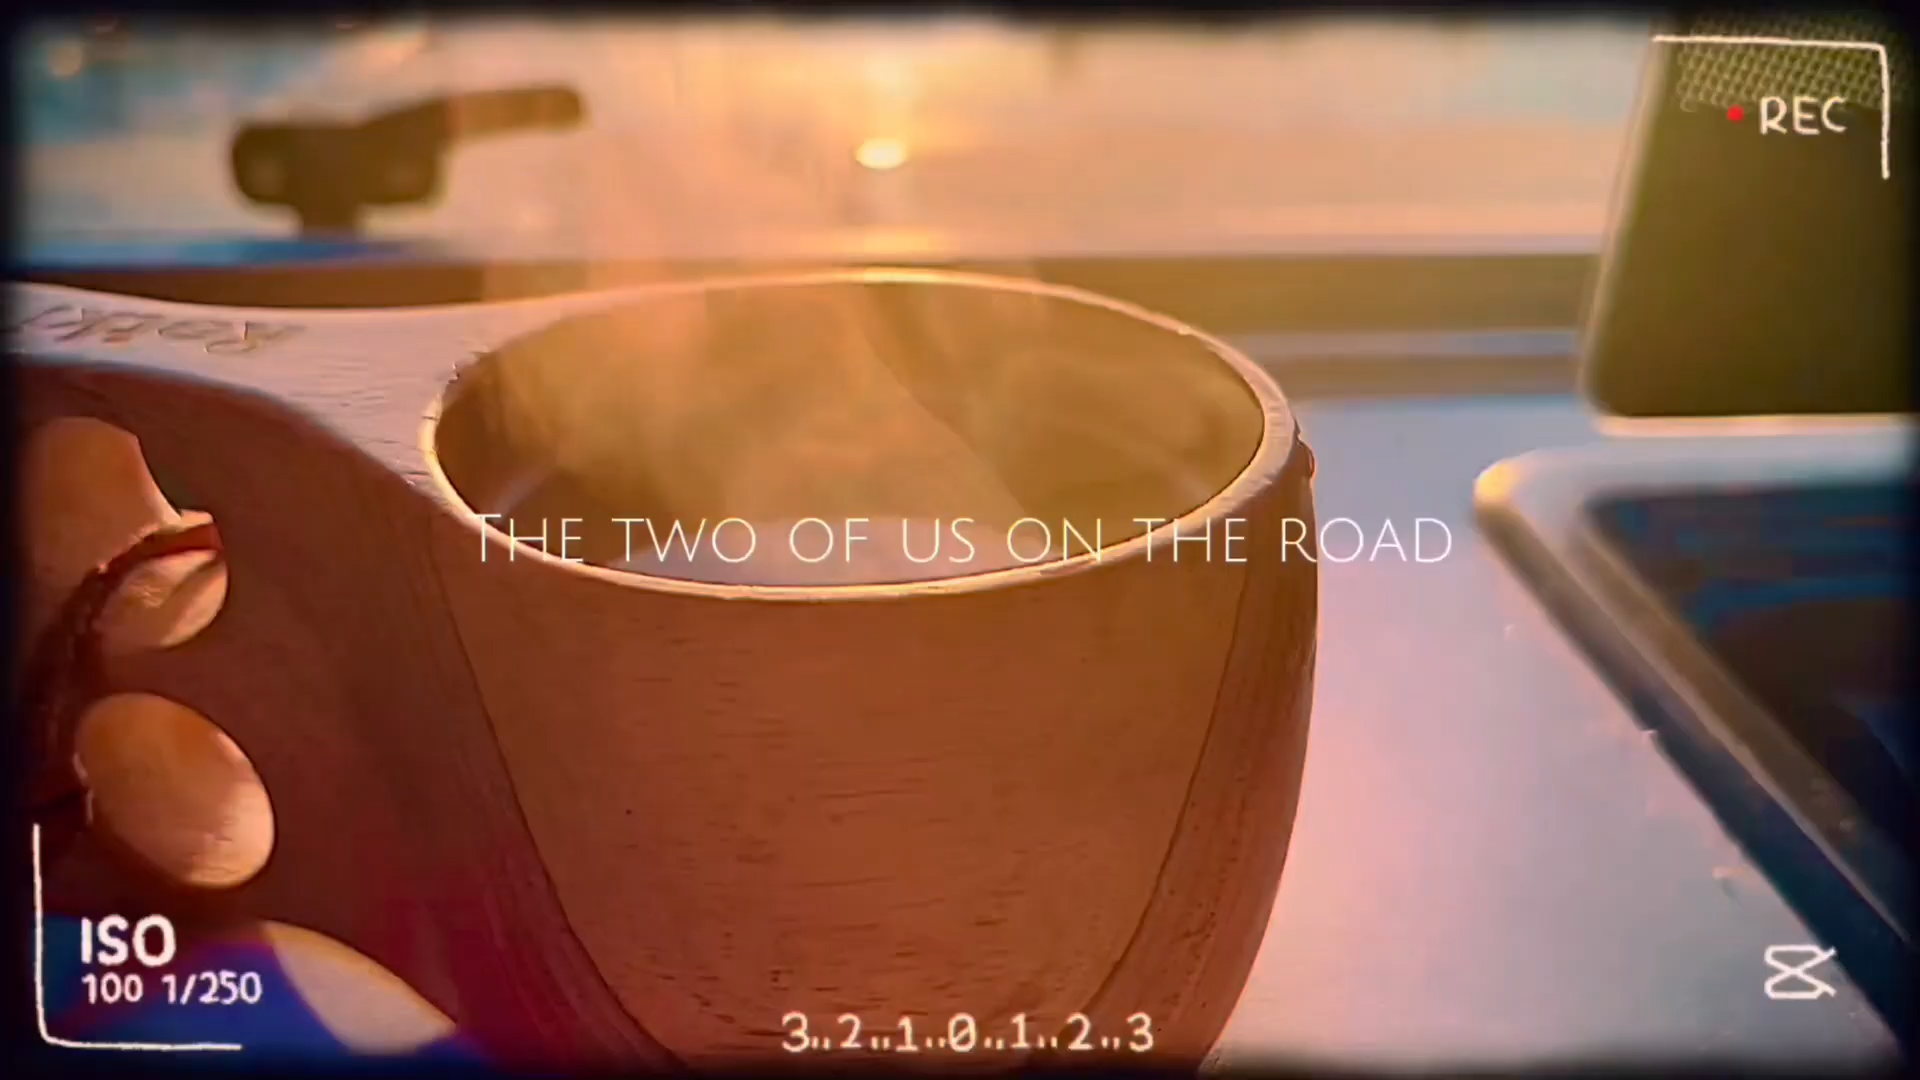 REC
THE TWO OF US ON THE ROAD
ISO
100 1/250
3..2..1..0..1..2..3